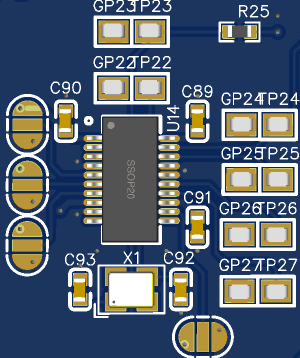 GP23 TP23
R25
GP22 TP22
C90
C89
U14
GP24 TP24
SSOP20
GP25 TP25
C91
GP26 TP26
C93
X1
C92
GP27 TP27